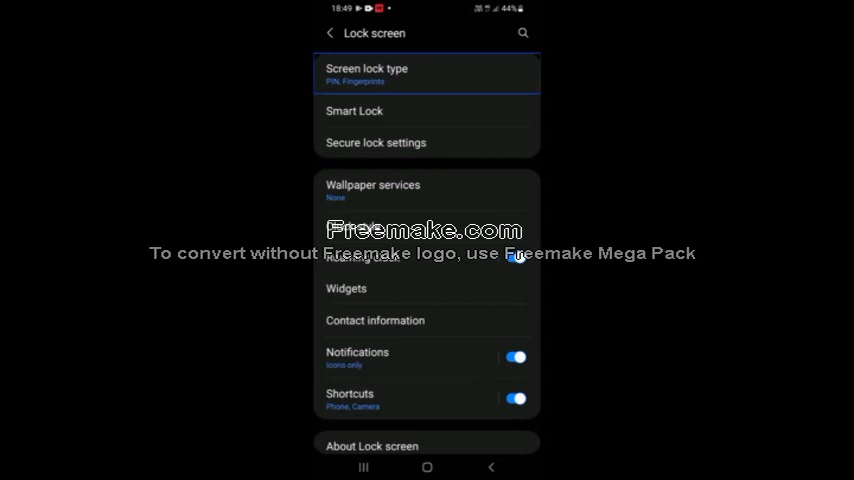 18:49
44%
Lock screen
Screen lock type
PIN, Fingerprints
Smart Lock
Secure lock settings
Wallpaper services
None
Freemake.com
To convert without Freemake logo, use Freemake Mega Pack
Widgets
Contact information
Notifications
Icons only
Shortcuts
Phone, Camera
About Lock screen